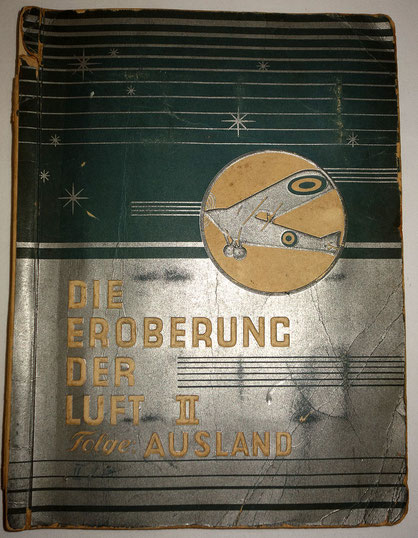 DIE
EROBERUNG
DER
LUFT II
Folge AUSLAND